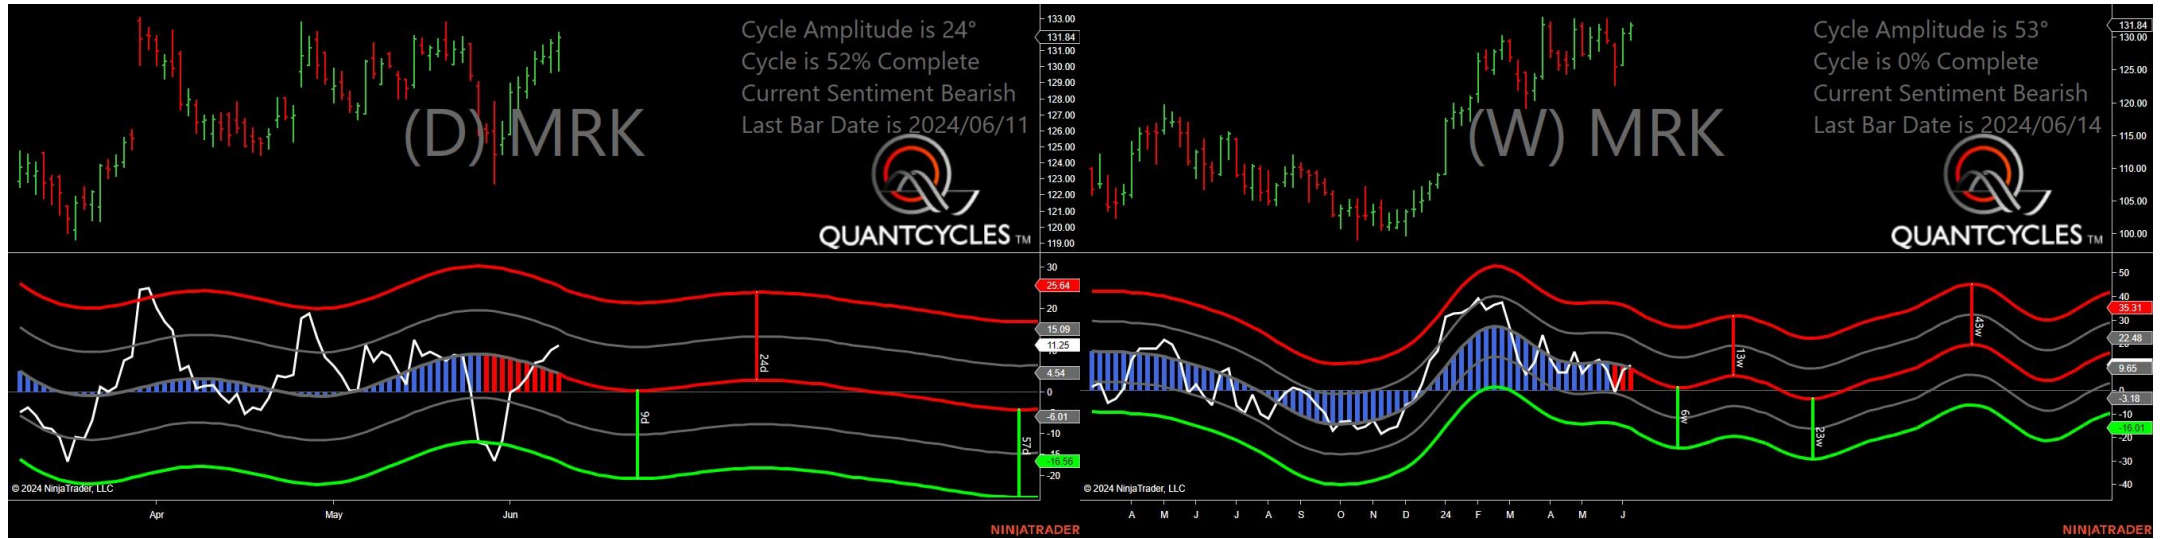 Cycle Amplitude is 24°
Cycle is 52% Complete
Current Sentiment Bearish
Last Bar Date is 2024/06/11
(D) MRK
QUANTCYCLES TM
133.00
131.84
131.00
130.00
129.00
128.00
127.00
126.00
125.00
124.00
123.00
122.00
121.00
120.00
119.00
30
25.64
20
15.09
11.25
10
4.54
0
-6.01
-10
-16.56
-20
24d
9d
57d
© 2024 NinjaTrader, LLC
Apr
May
Jun
NINJATRADER
Cycle Amplitude is 53°
Cycle is 0% Complete
Current Sentiment Bearish
Last Bar Date is 2024/06/14
(W) MRK
QUANTCYCLES TM
131.84
130.00
125.00
120.00
115.00
110.00
105.00
100.00
50
40
35.31
30
22.48
9.65
0
-3.18
-10
-16.01
-20
-30
-40
13w
43w
6w
23w
© 2024 NinjaTrader, LLC
A M J J A S O N D 24 F M A M J
NINJATRADER